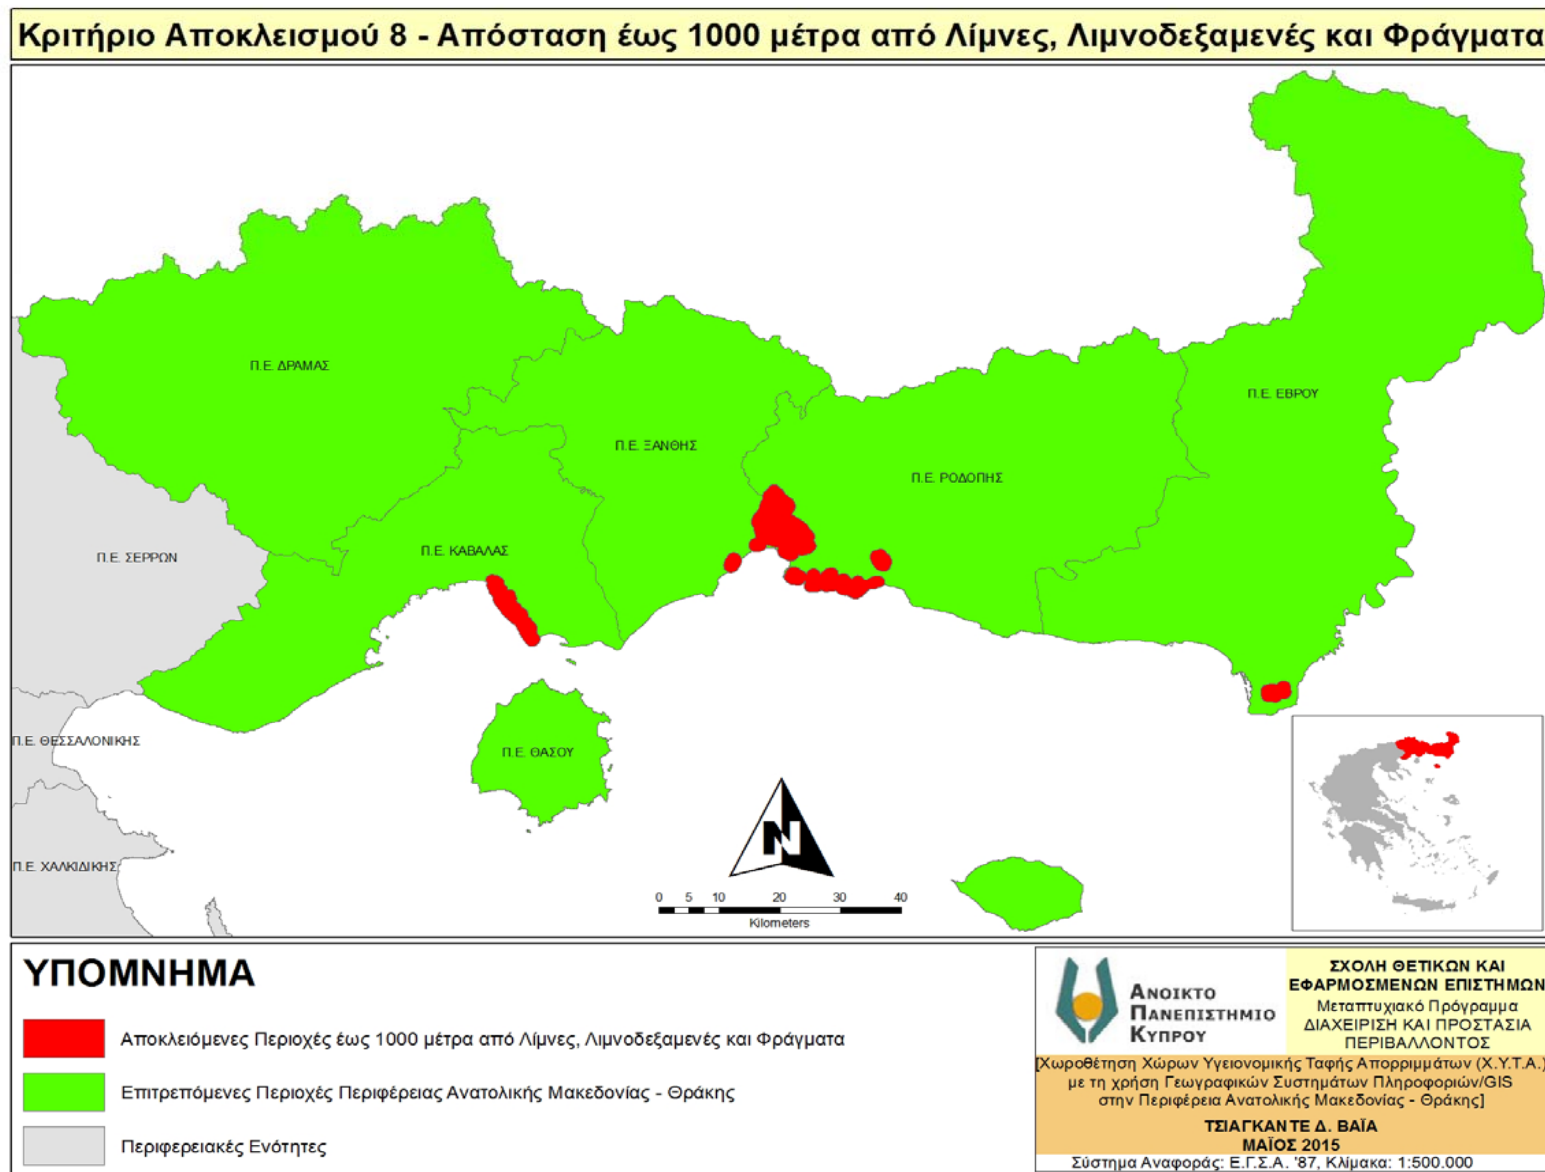 Κριτήριο Αποκλεισμού 8 - Απόσταση έως 1000 μέτρα από Λίμνες, Λιμνοδεξαμενές και Φράγματα
Π.Ε. ΔΡΑΜΑΣ
Π.Ε. ΕΒΡΟΥ
Π.Ε. ΞΑΝΘΗΣ
Π.Ε. ΡΟΔΟΠΗΣ
Π.Ε. ΣΕΡΡΩΝ
Π.Ε. ΚΑΒΑΛΑΣ
Π.Ε. ΘΕΣΣΑΛΟΝΙΚΗΣ
Π.Ε. ΘΑΣΟΥ
Π.Ε. ΧΑΛΚΙΔΙΚΗΣ
N
0 5 10 20 30 40
Kilometers
ΥΠΟΜΝΗΜΑ
Αποκλειόμενες Περιοχές έως 1000 μέτρα από Λίμνες, Λιμνοδεξαμενές και Φράγματα
Επιτρεπόμενες Περιοχές Περιφέρειας Ανατολικής Μακεδονίας - Θράκης
Περιφερειακές Ενότητες
ΑΝΟΙΚΤΟ
ΠΑΝΕΠΙΣΤΗΜΙΟ
ΚΥΠΡΟΥ
ΣΧΟΛΗ ΘΕΤΙΚΩΝ ΚΑΙ
ΕΦΑΡΜΟΣΜΕΝΩΝ ΕΠΙΣΤΗΜΩΝ
Μεταπτυχιακό Πρόγραμμα
ΔΙΑΧΕΙΡΙΣΗ ΚΑΙ ΠΡΟΣΤΑΣΙΑ
ΠΕΡΙΒΑΛΛΟΝΤΟΣ
[Χωροθέτηση Χώρων Υγειονομικής Ταφής Απορριμμάτων (Χ.Υ.Τ.Α.)
με τη χρήση Γεωγραφικών Συστημάτων Πληροφοριών/GIS
στην Περιφέρεια Ανατολικής Μακεδονίας - Θράκης]
ΤΣΙΑΓΚΑΝΤΕ Δ. ΒΑΪΑ
ΜΑΪΟΣ 2015
Σύστημα Αναφοράς: Ε.Γ.Σ.Α. '87, Κλίμακα: 1:500.000